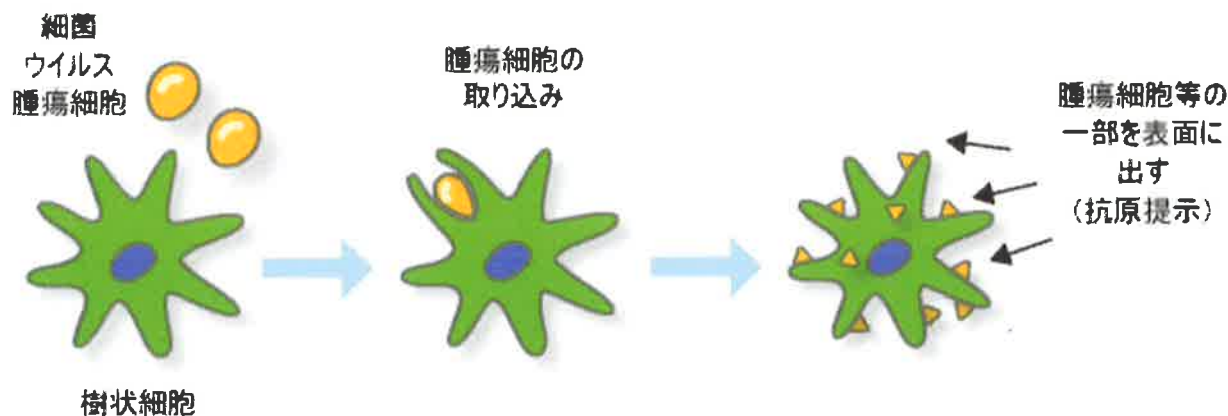 細菌
ウイルス
腫瘍細胞
腫瘍細胞の
取り込み
腫瘍細胞等の
一部を表面に
出す
（抗原提示）
樹状細胞